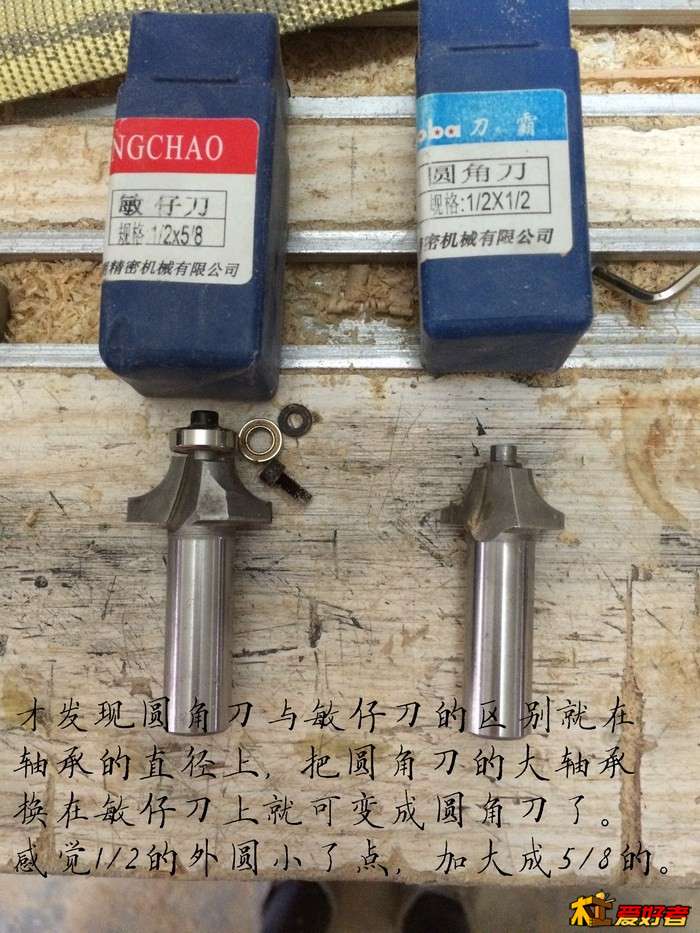 NGCHAO
敏仔刀
规格:1/2x5/8
精密机械有限公司
oba 刀霸
圆角刀
规格:1/2X1/2
密机械有限公司
才发现圆角刀与敏仔刀的区别就在
轴承的直径上，把圆角刀的大轴承
换在敏仔刀上就可变成圆角刀了。
感觉1/2的外圆小了点，加大成5/8的。
木工爱好者